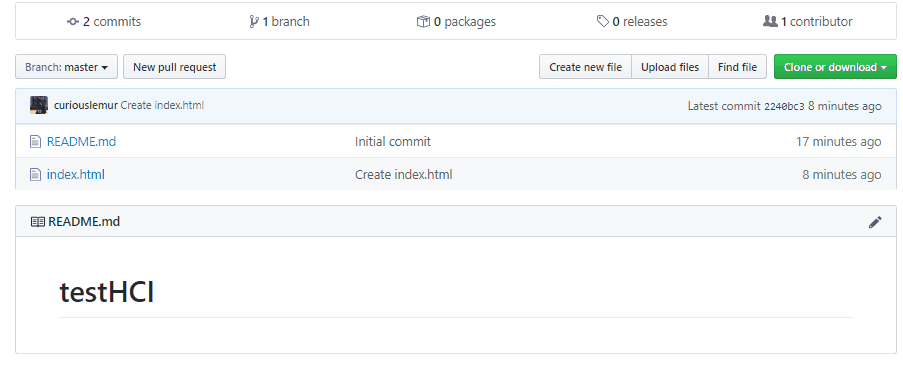 2 commits 1 branch 0 packages 0 releases 1 contributor
Branch: master New pull request Create new file Upload files Find file Clone or download
curiouslemur Create index.html Latest commit 2240bc3 8 minutes ago
README.md Initial commit 17 minutes ago
index.html Create index.html 8 minutes ago
README.md
testHCI